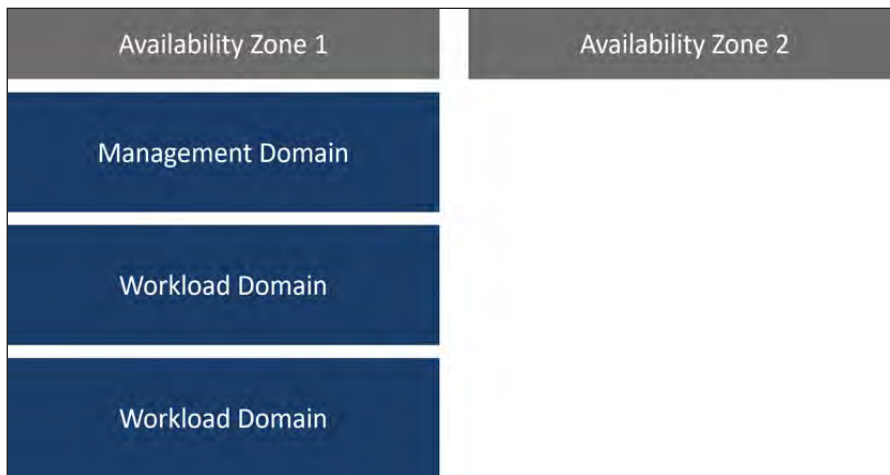 Availability Zone 1
Availability Zone 2
Management Domain
Workload Domain
Workload Domain